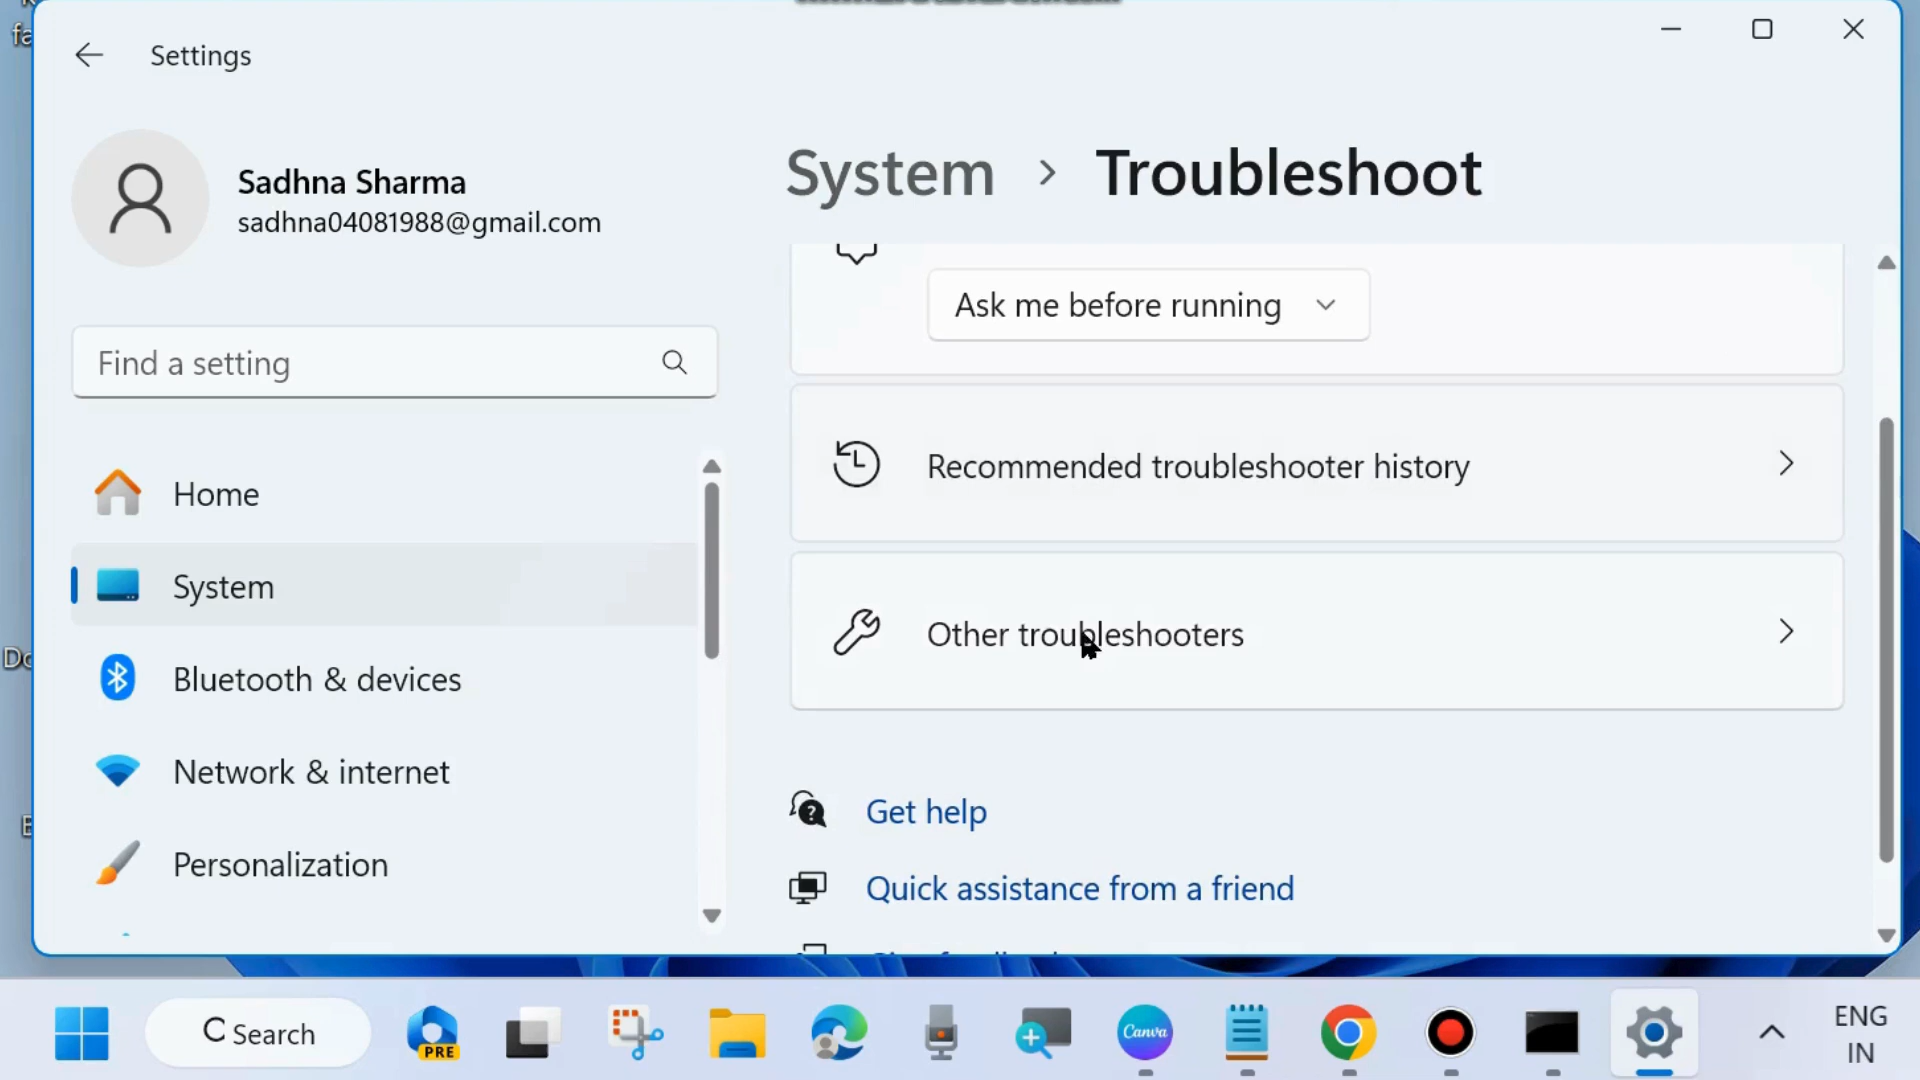 Settings
Sadhna Sharma
sadhna04081988@gmail.com
Find a setting
Home
System
Bluetooth & devices
Network & internet
Personalization
System > Troubleshoot
Ask me before running
Recommended troubleshooter history
Other troubleshooters
Get help
Quick assistance from a friend
Search
PRE
Canva
ENG
IN